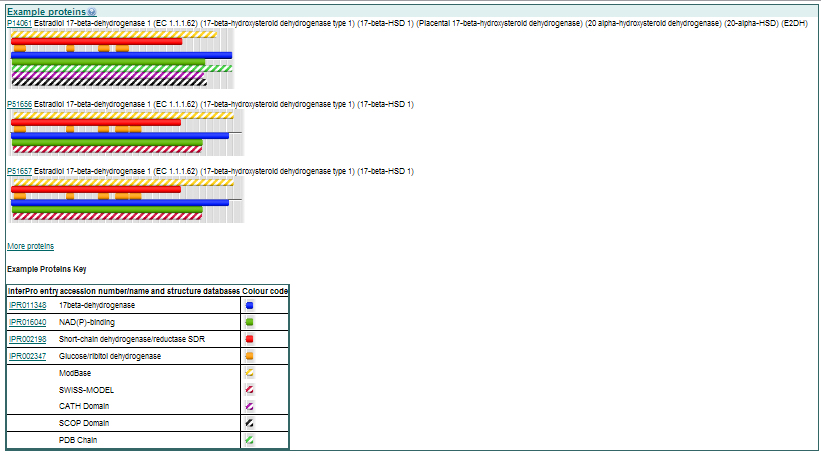 Example proteins
P14061 Estradiol 17-beta-dehydrogenase 1 (EC 1.1.1.62) (17-beta-hydroxysteroid dehydrogenase type 1) (17-beta-HSD 1) (Placental 17-beta-hydroxysteroid dehydrogenase) (20 alpha-hydroxysteroid dehydrogenase) (20-alpha-HSD) (E2DH)
P51656 Estradiol 17-beta-dehydrogenase 1 (EC 1.1.1.62) (17-beta-hydroxysteroid dehydrogenase type 1) (17-beta-HSD 1)
P51657 Estradiol 17-beta-dehydrogenase 1 (EC 1.1.1.62) (17-beta-hydroxysteroid dehydrogenase type 1) (17-beta-HSD 1)
More proteins
Example Proteins Key
InterPro entry accession number/name and structure databases Colour code
IPR011348 17beta-dehydrogenase
IPR016040 NAD(P)-binding
IPR002198 Short-chain dehydrogenase/reductase SDR
IPR002347 Glucose/ribitol dehydrogenase
ModBase
SWISS-MODEL
CATH Domain
SCOP Domain
PDB Chain